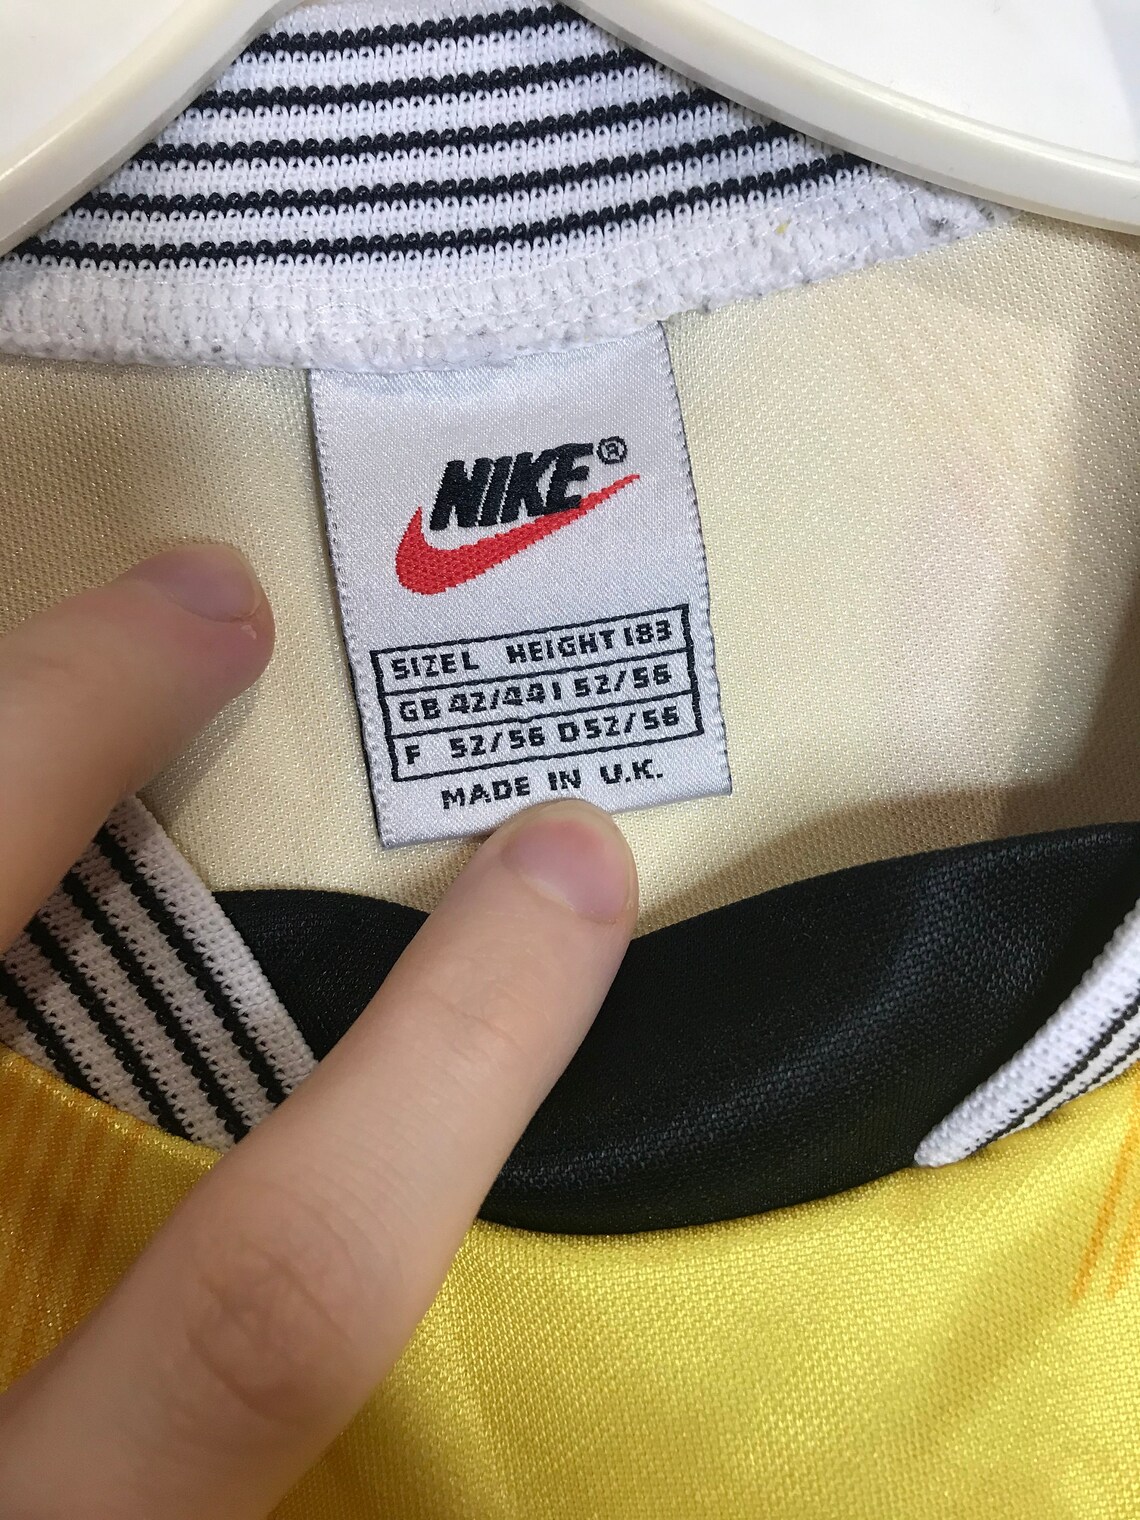 NIKE®
SIZE L HEIGHT 183
GB 42/44 I 52/56
F 52/56 D 52/56
MADE IN U.K.